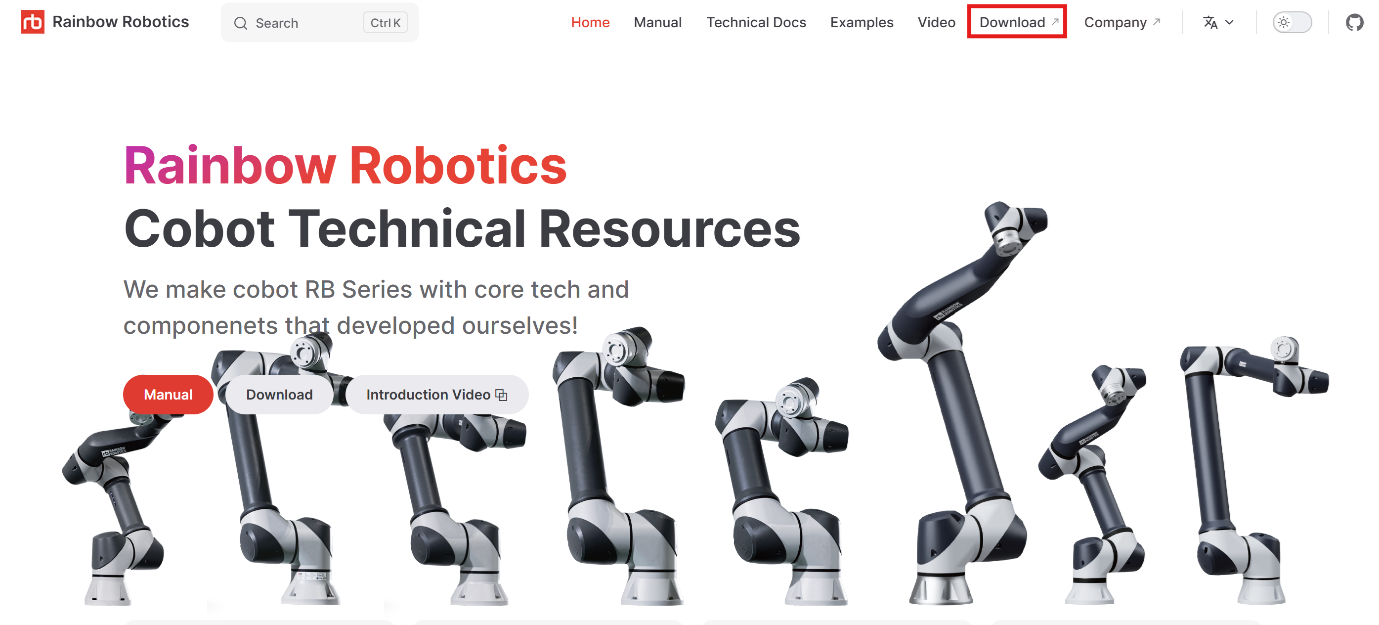 Rainbow Robotics
Search
Ctrl K
Home
Manual
Technical Docs
Examples
Video
Download
Company
Rainbow Robotics
Cobot Technical Resources
We make cobot RB Series with core tech and
componenets that developed ourselves!
Manual
Download
Introduction Video